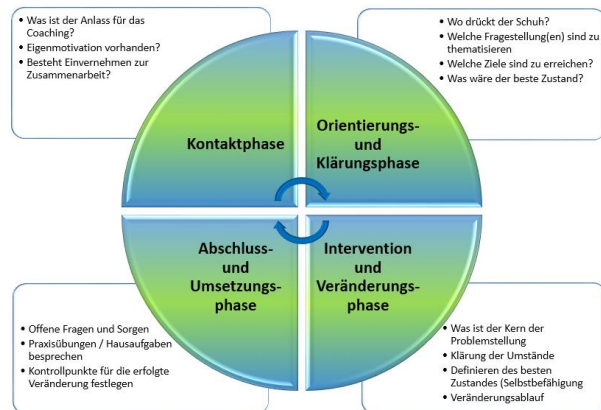 • Was ist der Anlass für das
Coaching?
• Eigenmotivation vorhanden?
• Besteht Einvernehmen zur
Zusammenarbeit?
• Wo drückt der Schuh?
• Welche Fragestellung(en) sind zu
thematisieren
• Welche Ziele sind zu erreichen?
• Was wäre der beste Zustand?
Kontaktphase
Orientierungs-
und
Klärungsphase
Abschluss-
und
Umsetzungs-
phase
Intervention
und
Veränderungs-
phase
• Offene Fragen und Sorgen
• Praxisübungen / Hausaufgaben
besprechen
• Kontrollpunkte für die erfolgte
Veränderung festlegen
• Was ist der Kern der
Problemstellung
• Klärung der Umstände
• Definieren des besten
Zustandes (Selbstbefähigung
• Veränderungsablauf